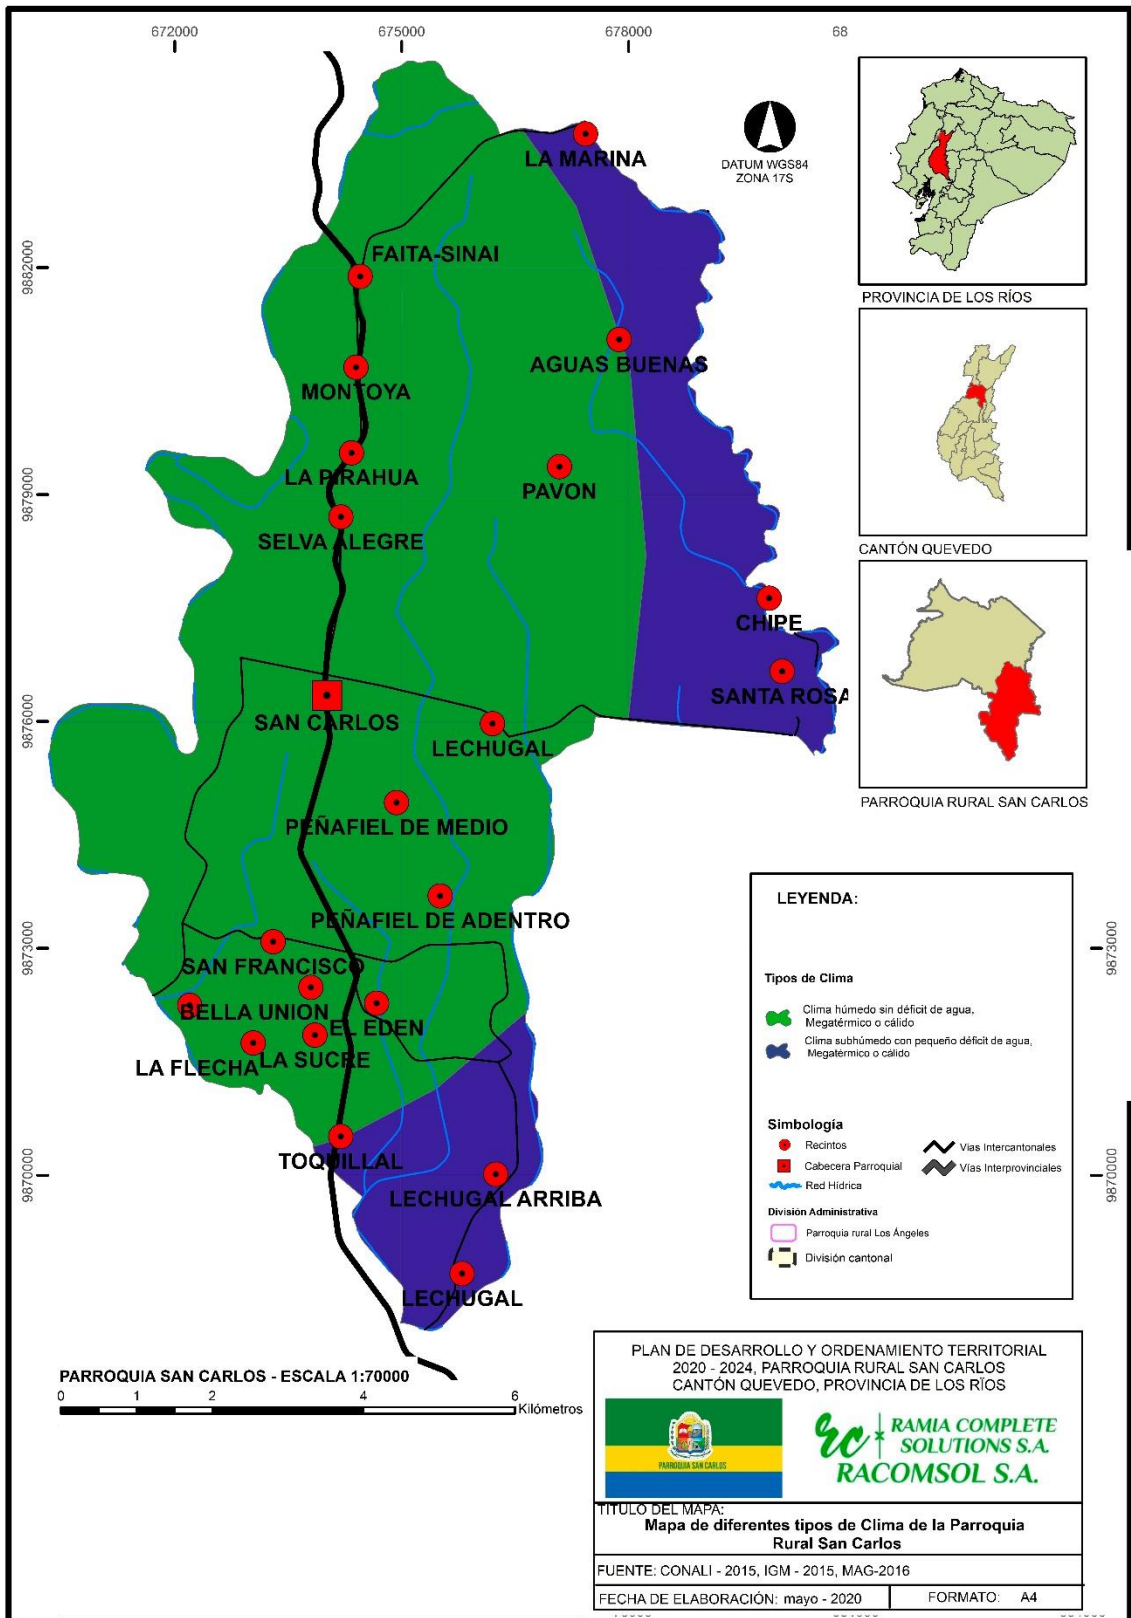 672000
675000
678000
68
9882000
9879000
9876000
9873000
9870000
9873000
9870000
LA MARINA
FAITA-SINAI
AGUAS BUENAS
MONTOYA
LA PIRAHUA
PAVON
SELVA ALEGRE
CHIPE
SANTA ROSA
SAN CARLOS
LECHUGAL
PEÑAFIEL DE MEDIO
PEÑAFIEL DE ADENTRO
SAN FRANCISCO
BELLA UNION
EL EDEN
LA FLECHA
LA SUCRE
TOQUILLAL
LECHUGAL ARRIBA
LECHUGAL
DATUM WGS84
ZONA 17S
PROVINCIA DE LOS RÍOS
CANTÓN QUEVEDO
PARROQUIA RURAL SAN CARLOS
LEYENDA:
Tipos de Clima
Clima húmedo sin déficit de agua,
Megatérmico o cálido
Clima subhúmedo con pequeño déficit de agua,
Megatérmico o cálido
Simbología
Recintos
Cabecera Parroquial
Red Hídrica
Vías Intercantonales
Vías Interprovinciales
División Administrativa
Parroquia rural Los Ángeles
División cantonal
PARROQUIA SAN CARLOS - ESCALA 1:70000
0 1 2 4 6
Kilómetros
PLAN DE DESARROLLO Y ORDENAMIENTO TERRITORIAL
2020 - 2024, PARROQUIA RURAL SAN CARLOS
CANTÓN QUEVEDO, PROVINCIA DE LOS RÏOS
PARROQUIA SAN CARLOS
rc RAMIA COMPLETE
SOLUTIONS S.A.
RACOMSOL S.A.
TITULO DEL MAPA:
Mapa de diferentes tipos de Clima de la Parroquia
Rural San Carlos
FUENTE: CONALI - 2015, IGM - 2015, MAG-2016
FECHA DE ELABORACIÓN: mayo - 2020
FORMATO: A4